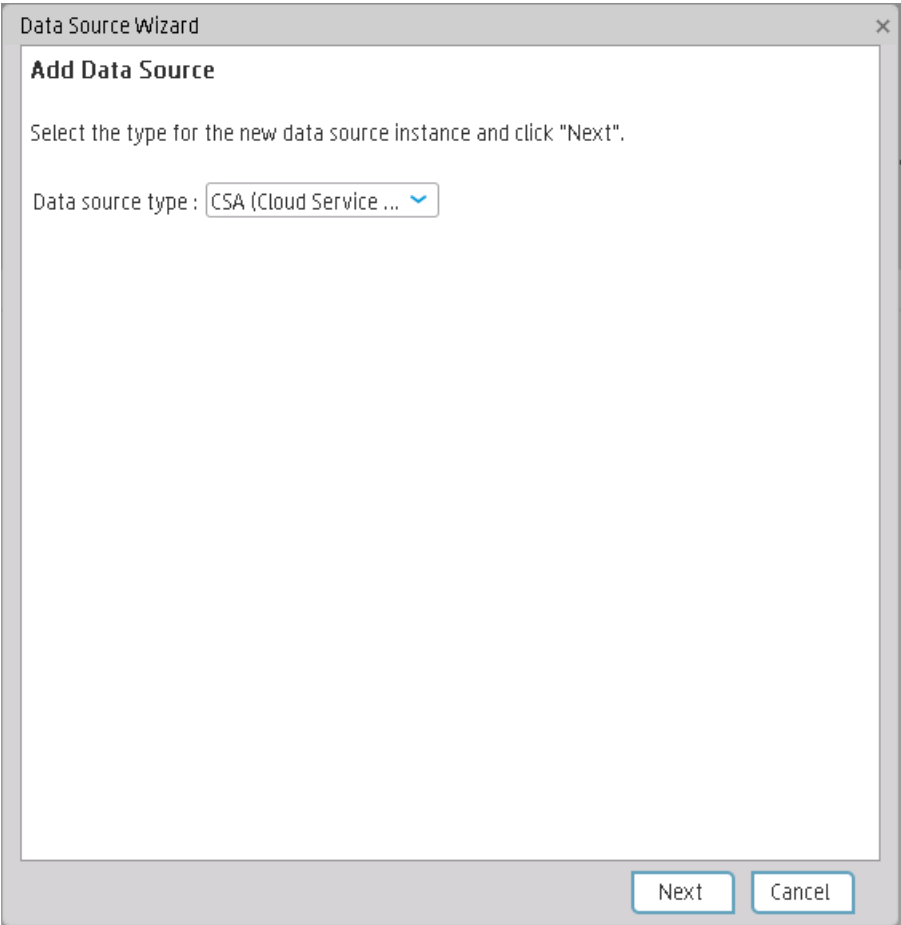 Data Source Wizard
Add Data Source
Select the type for the new data source instance and click "Next".
Data source type : CSA (Cloud Service ...
Next Cancel